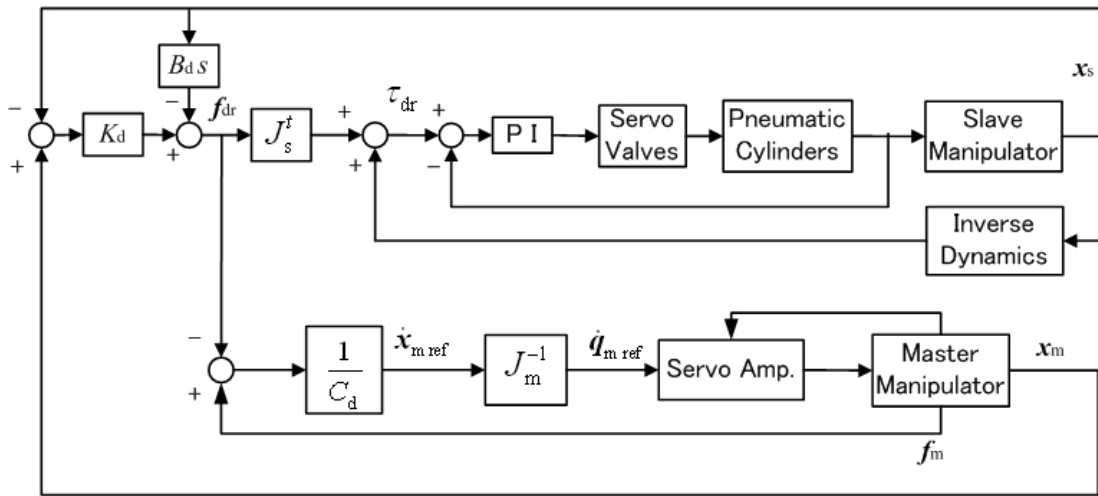 B_d s
x_s
−
−
f_dr
τ_dr
+
+
K_d
J_s^t
P I
Servo
Valves
Pneumatic
Cylinders
Slave
Manipulator
+
+
+
−
Inverse
Dynamics
−
ẋ_m ref
q̇_m ref
x_m
1
C_d
J_m^−1
Servo Amp.
Master
Manipulator
+
f_m